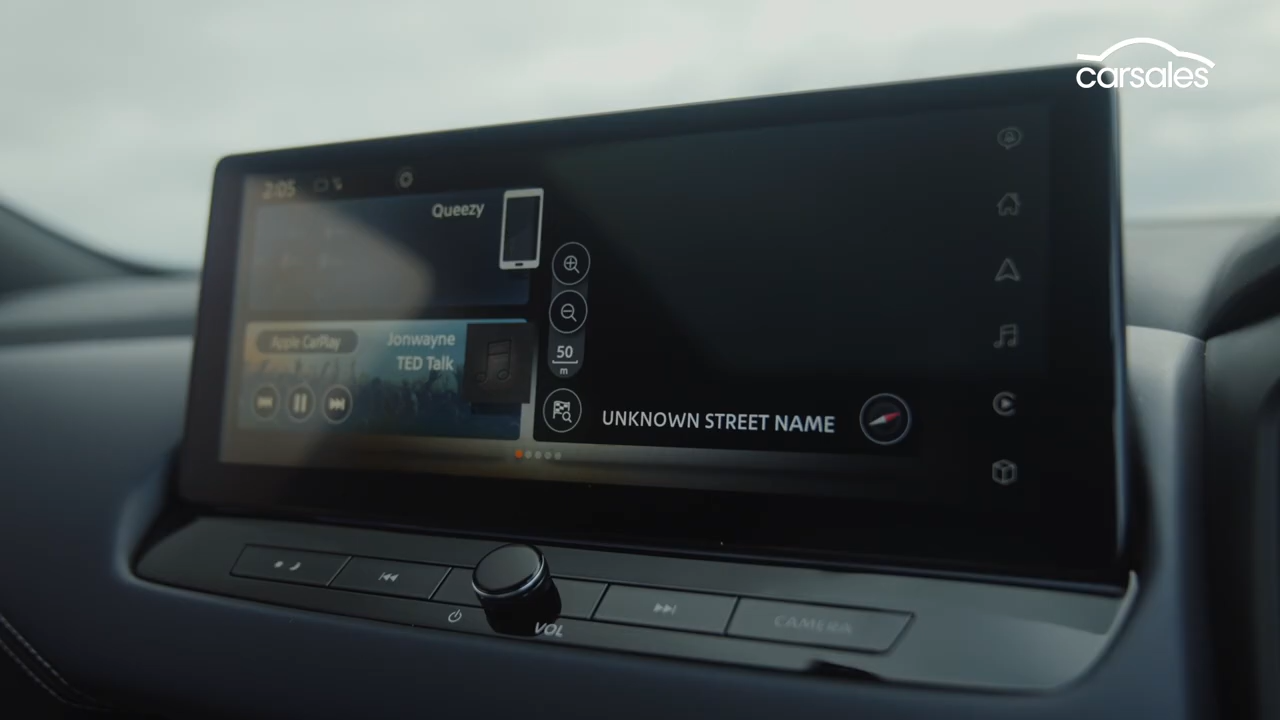 carsales
2:05
Queezy
Apple CarPlay
Jonwayne
TED Talk
50
m
UNKNOWN STREET NAME
VOL
CAMERA